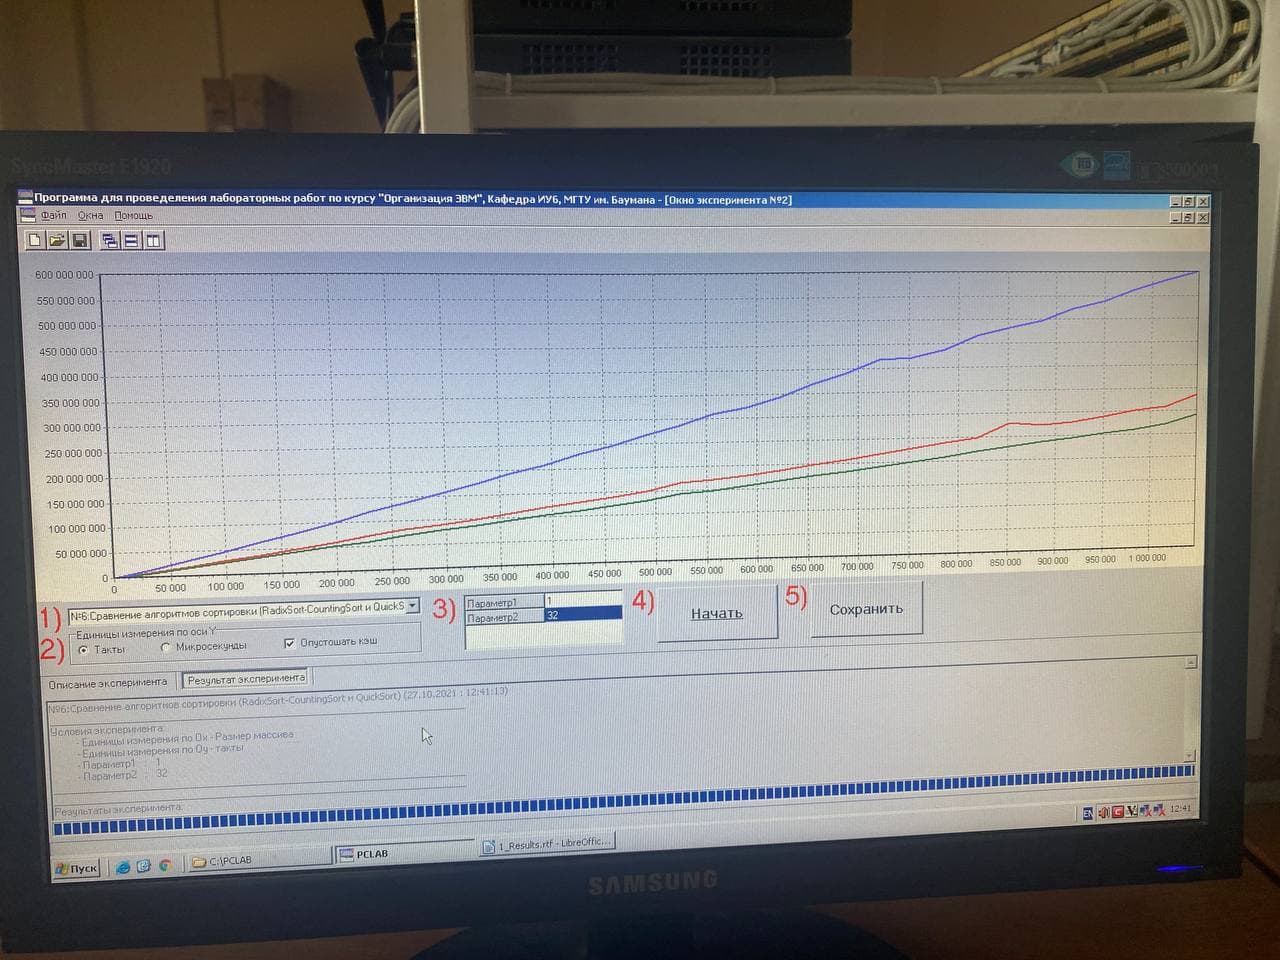 SyncMaster E1920
Программа для проведения лабораторных работ по курсу "Организация ЭВМ", Кафедра ИУ6, МГТУ им. Баумана - [Окно эксперимента №2]
Файл Окна Помощь
600 000 000
550 000 000
500 000 000
450 000 000
400 000 000
350 000 000
300 000 000
250 000 000
200 000 000
150 000 000
100 000 000
50 000 000
0
0 50 000 100 000 150 000 200 000 250 000 300 000 350 000 400 000 450 000 500 000 550 000 600 000 650 000 700 000 750 000 800 000 850 000 900 000 950 000 1 000 000
1) №6:Сравнение алгоритмов сортировки (RadixSort-CountingSort и QuickS
2) Единицы измерения по оси Y
Такты Микросекунды Опустошать кэш
3) Параметр1 1
Параметр2 32
4) Начать
5) Сохранить
Описание эксперимента Результат эксперимента
№6:Сравнение алгоритмов сортировки (RadixSort-CountingSort и QuickSort) (27.10.2021 : 12:41:13)
Условия эксперимента:
- Единицы измерения по Ox - Размер массива
- Единицы измерения по Oy - такты
- Параметр1 : 1
- Параметр2 : 32
Результаты эксперимента:
EN 12:41
Пуск C:\PCLAB PCLAB 1_Results.rtf - LibreOffic...
SAMSUNG